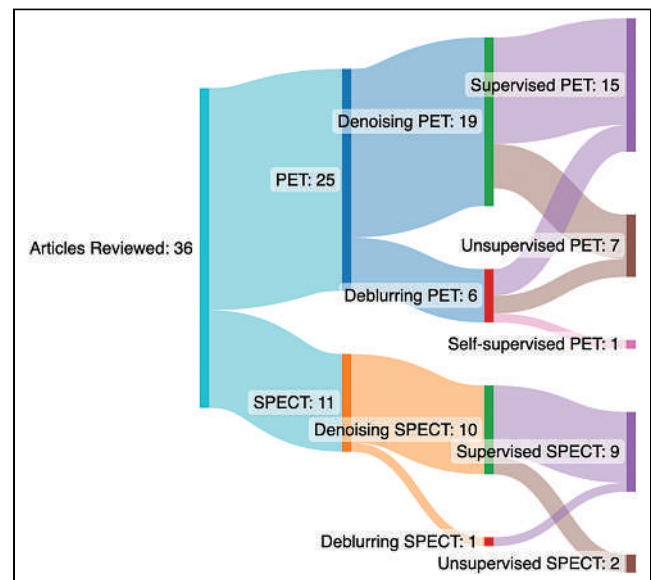 Supervised PET: 15
Denoising PET: 19
PET: 25
Unsupervised PET: 7
Articles Reviewed: 36
Deblurring PET: 6
Self-supervised PET: 1
SPECT: 11
Denoising SPECT: 10
Supervised SPECT: 9
Deblurring SPECT: 1
Unsupervised SPECT: 2